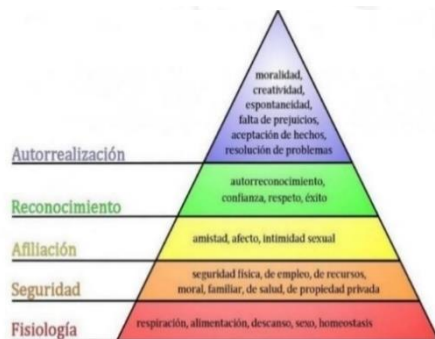 moralidad,
creatividad,
espontaneidad,
falta de prejuicios,
aceptación de hechos,
resolución de problemas
Autorrealización
autorreconocimiento,
confianza, respeto, éxito
Reconocimiento
amistad, afecto, intimidad sexual
Afiliación
seguridad física, de empleo, de recursos,
moral, familiar, de salud, de propiedad privada
Seguridad
respiración, alimentación, descanso, sexo, homeostasis
Fisiología